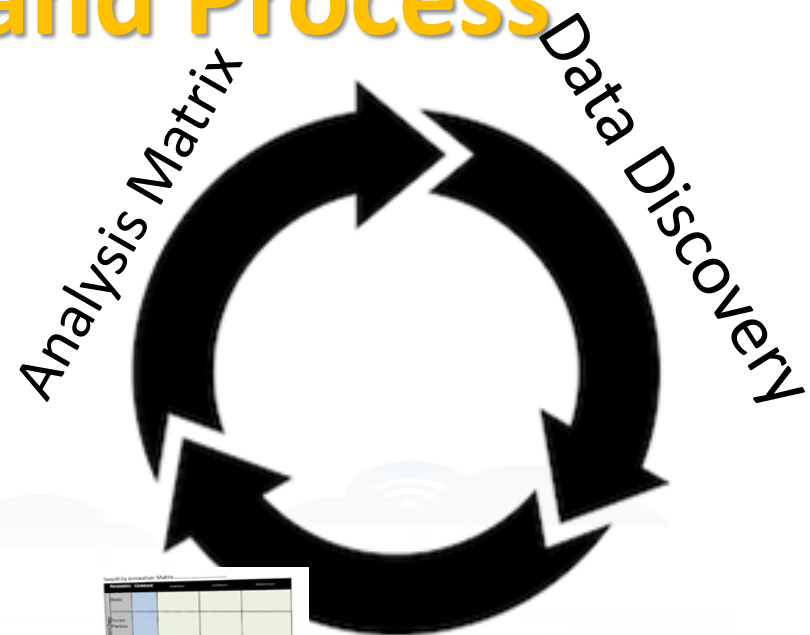 and Process
Analysis Matrix
Data Discovery